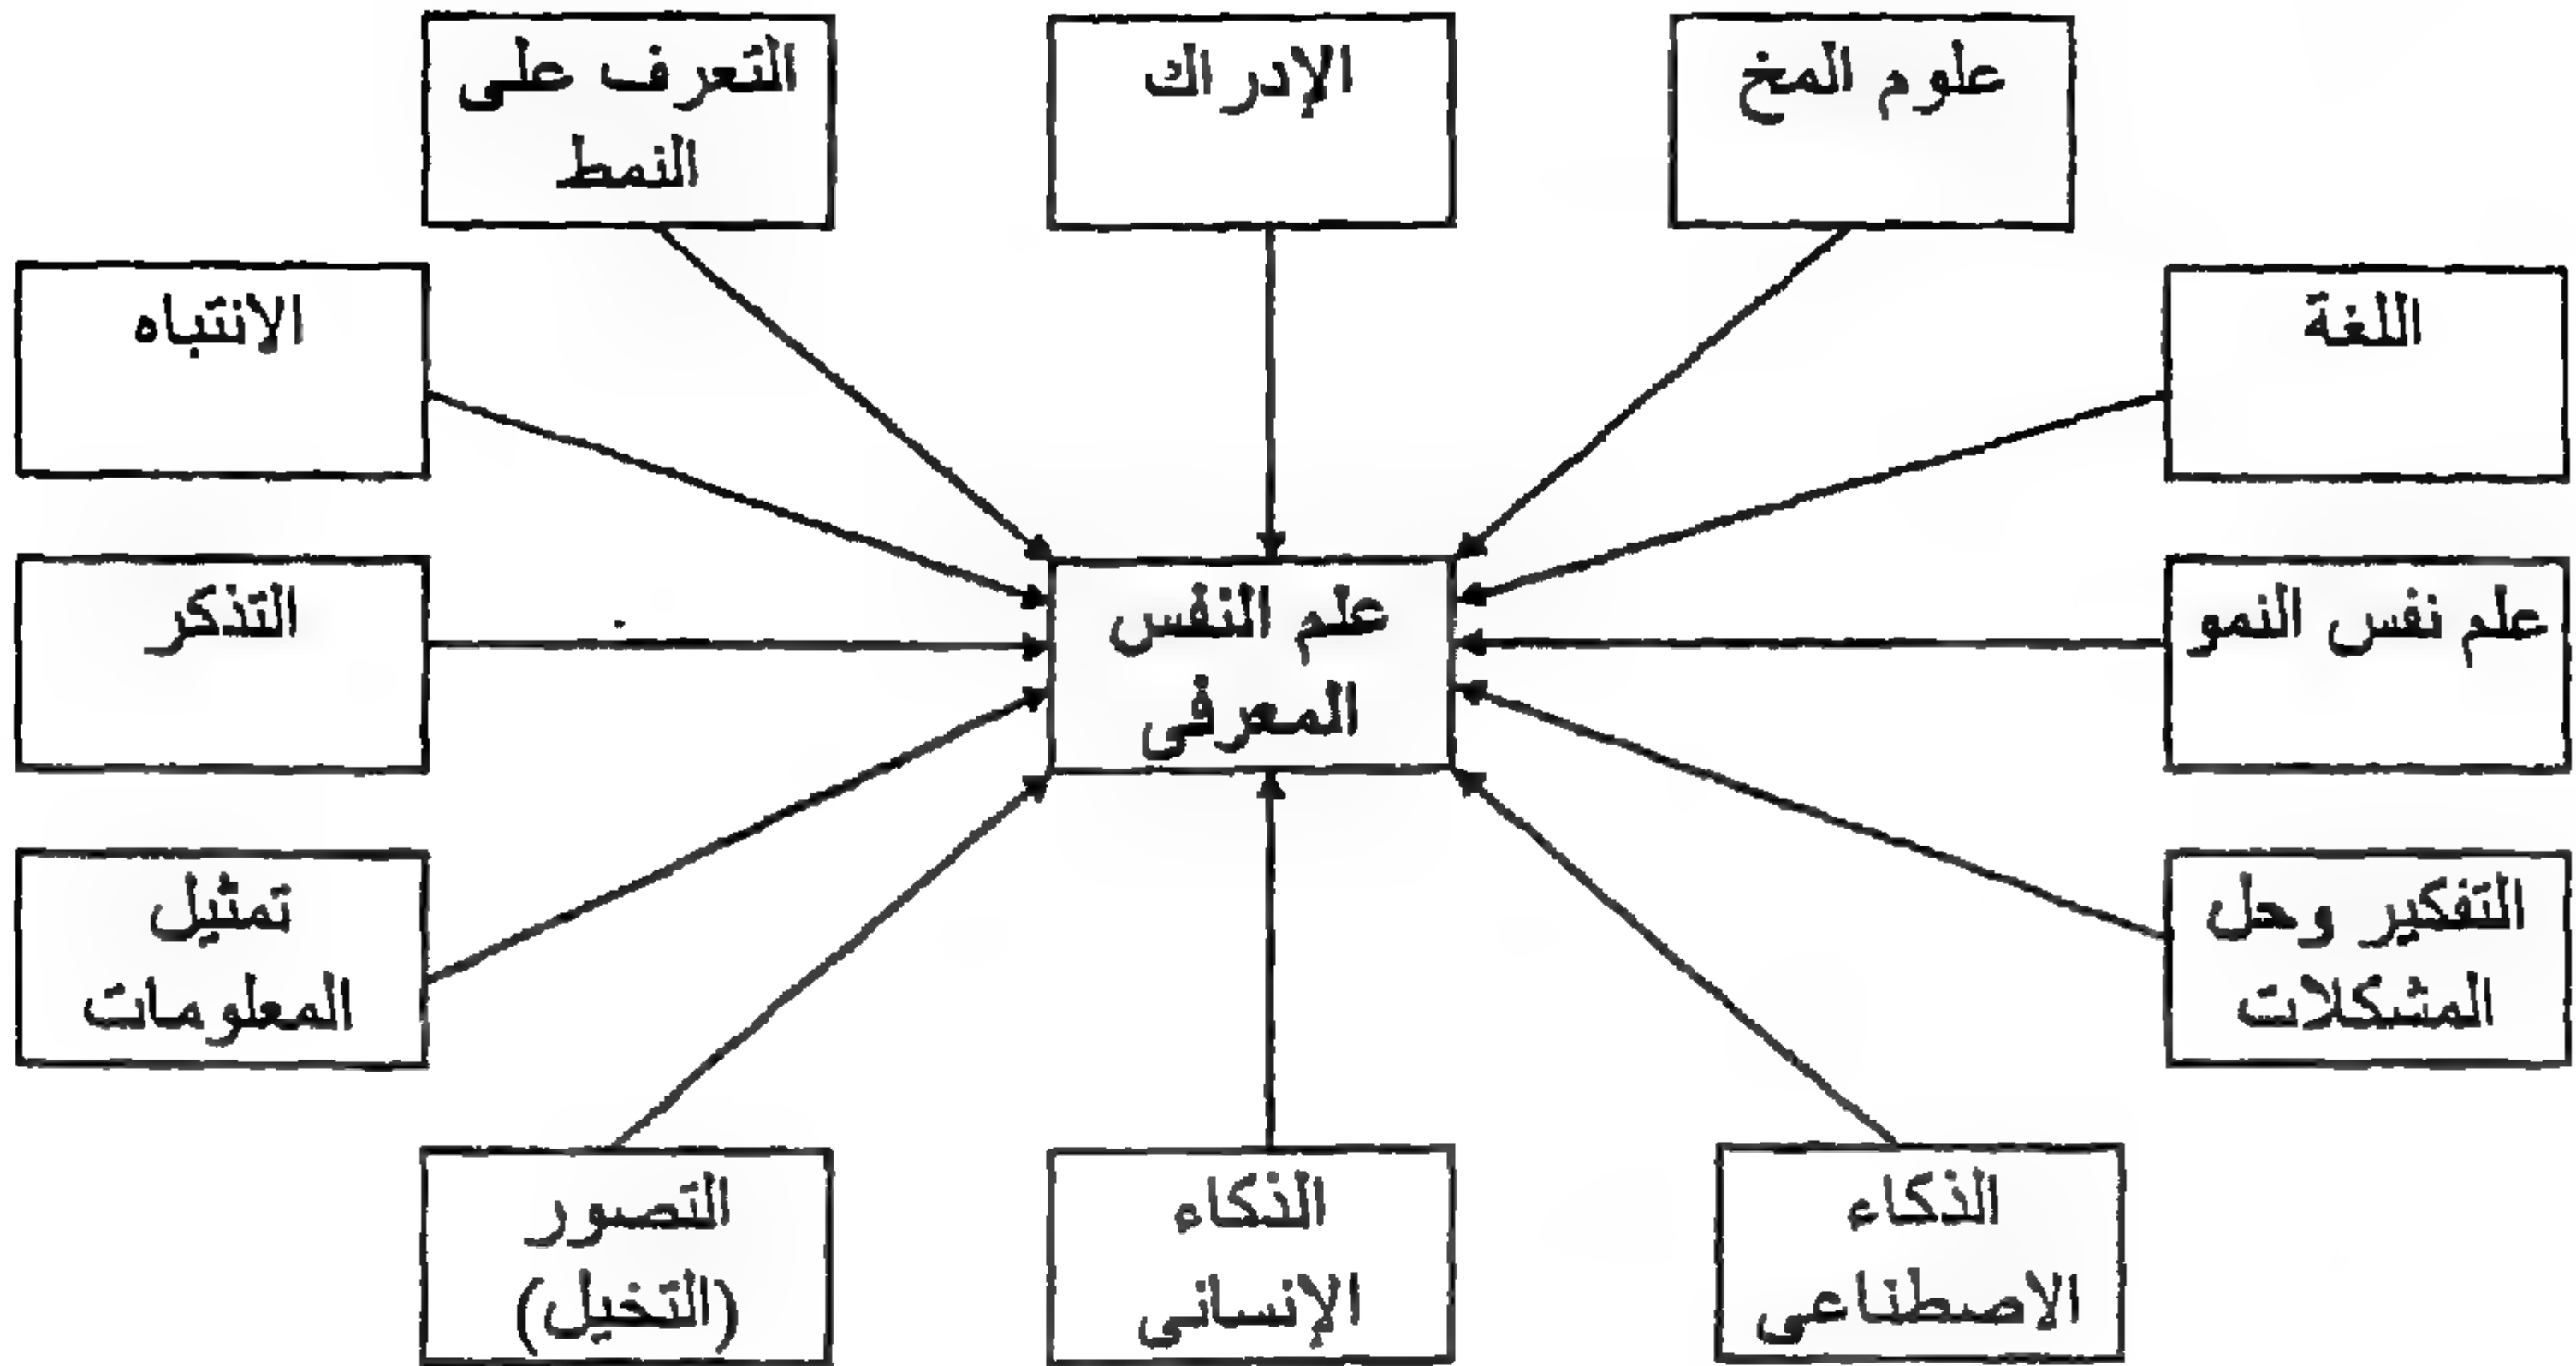 علوم المخ
الإدراك
التعرف على
النمط
اللغة
الانتباه
علم نفس النمو
علم النفس
المعرفى
التذكر
التفكير وحل
المشكلات
تمثيل
المعلومات
الذكاء
الاصطناعى
الذكاء
الإنسانى
التصور
(التخيل)